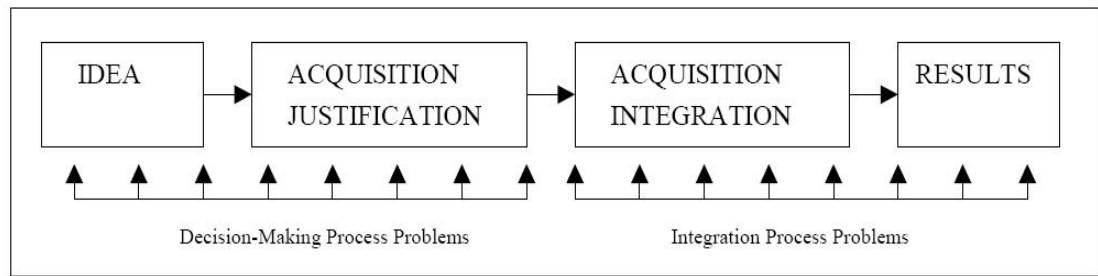 IDEA
ACQUISITION
JUSTIFICATION
ACQUISITION
INTEGRATION
RESULTS
Decision-Making Process Problems
Integration Process Problems